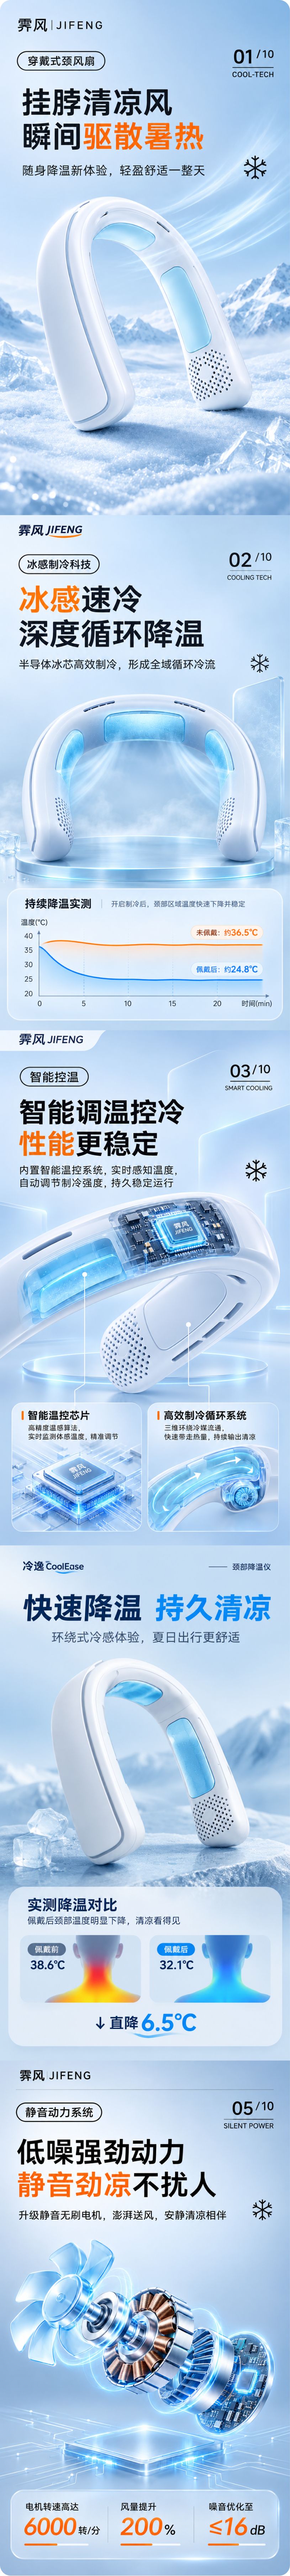 霁风 | JIFENG
穿戴式颈风扇
01/10
COOL-TECH
挂脖清凉风
瞬间驱散暑热
随身降温新体验，轻盈舒适一整天
霁风 JIFENG
冰感制冷科技
02/10
COOLING TECH
冰感速冷
深度循环降温
半导体冰芯高效制冷，形成全域循环冷流
持续降温实测 | 开启制冷后，颈部区域温度快速下降并稳定
温度(℃)
40
35
30
25
20
未佩戴：约36.5℃
佩戴后：约24.8℃
0 5 10 15 20 时间(min)
霁风 JIFENG
智能控温
03/10
SMART COOLING
智能调温控冷
性能更稳定
内置智能温控系统，实时感知温度，
自动调节制冷强度，持久稳定运行
霁风
JIFENG
智能温控芯片
高精度温感算法，
实时监测体感温度，精准调节
霁风
JIFENG
高效制冷循环系统
三维环绕冷媒流通，
快速带走热量，持续输出清凉
冷逸 CoolEase
颈部降温仪
快速降温 持久清凉
环绕式冷感体验，夏日出行更舒适
实测降温对比
佩戴后颈部温度明显下降，清凉看得见
佩戴前
38.6℃
佩戴后
32.1℃
↓直降6.5℃
霁风 | JIFENG
静音动力系统
05/10
SILENT POWER
低噪强劲动力
静音劲凉不扰人
升级静音无刷电机，澎湃送风，安静清凉相伴
电机转速高达
6000转/分
风量提升
200%
噪音优化至
≤16dB